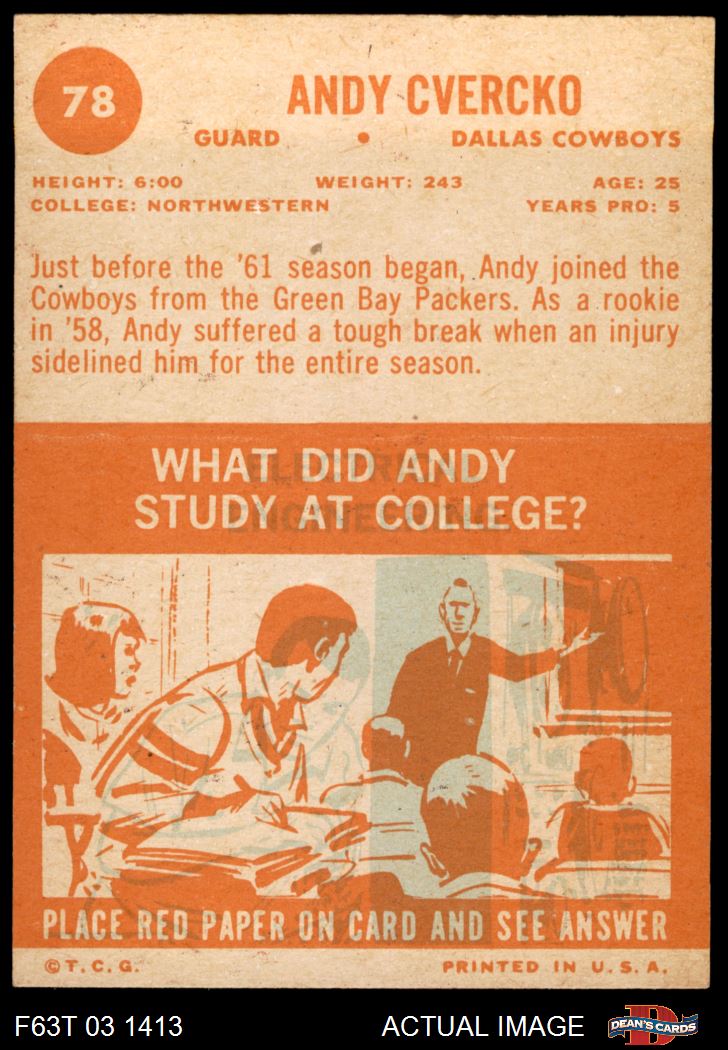 78
ANDY CVERCKO
GUARD • DALLAS COWBOYS
HEIGHT: 6:00 WEIGHT: 243 AGE: 25
COLLEGE: NORTHWESTERN YEARS PRO: 5
Just before the '61 season began, Andy joined the
Cowboys from the Green Bay Packers. As a rookie
in '58, Andy suffered a tough break when an injury
sidelined him for the entire season.
WHAT DID ANDY
ELECTRICAL
STUDY AT COLLEGE?
ENGINEERING.
PLACE RED PAPER ON CARD AND SEE ANSWER
©T.C.G. PRINTED IN U.S.A.
F63T 03 1413 ACTUAL IMAGE D DEAN'S CARDS